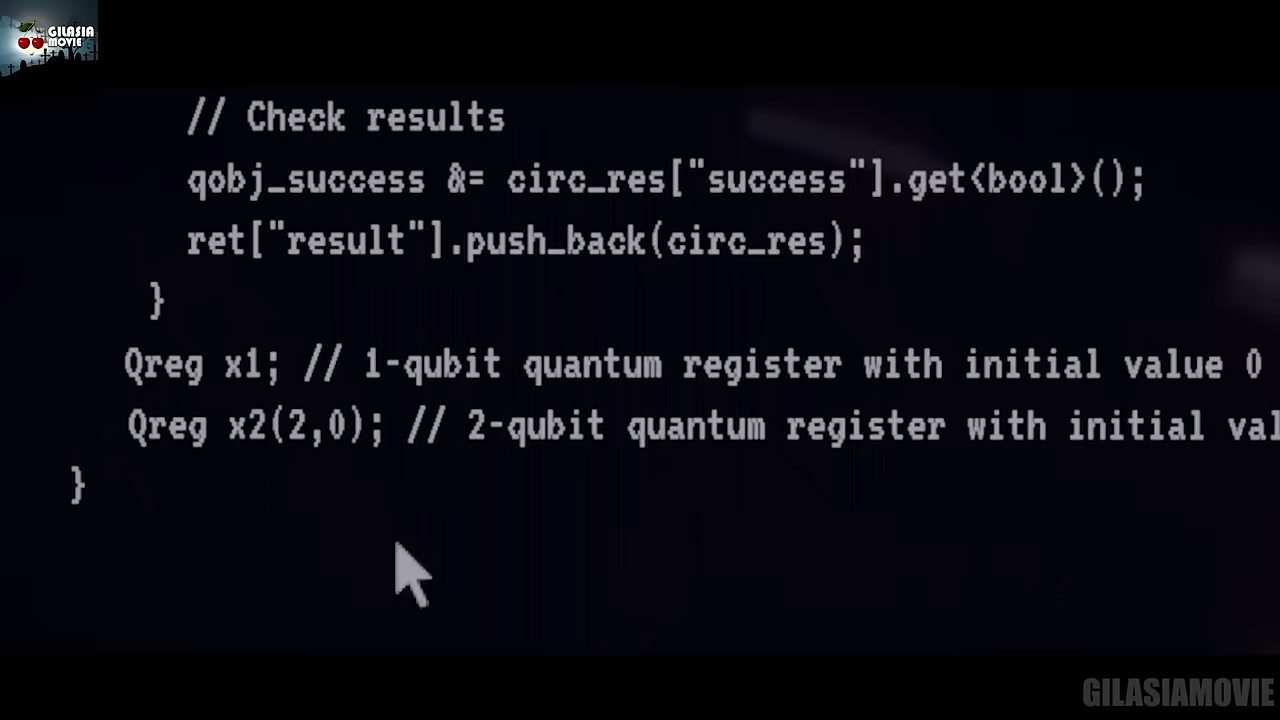 GILASIA
MOVIE
// Check results
qobj_success &= circ_res["success"].get<bool>();
ret["result"].push_back(circ_res);
}
Qreg x1; // 1-qubit quantum register with initial value 0
Qreg x2(2,0); // 2-qubit quantum register with initial val
}
GILASIAMOVIE